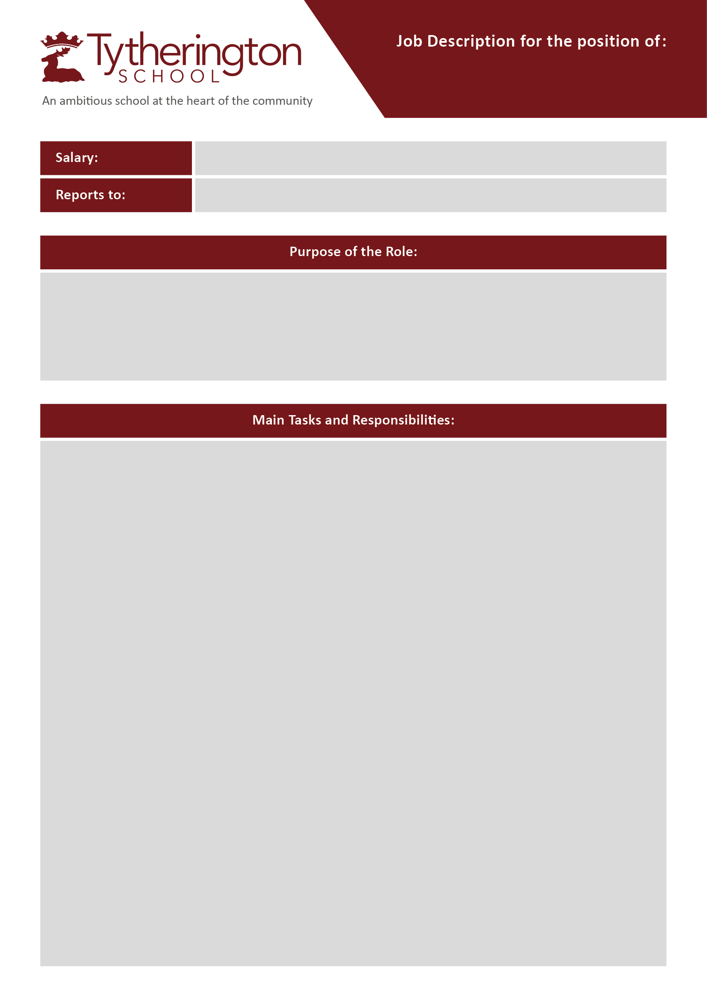 Tytherington
SCHOOL
An ambitious school at the heart of the community
Job Description for the position of:
Salary:
Reports to:
Purpose of the Role:
Main Tasks and Responsibilities: